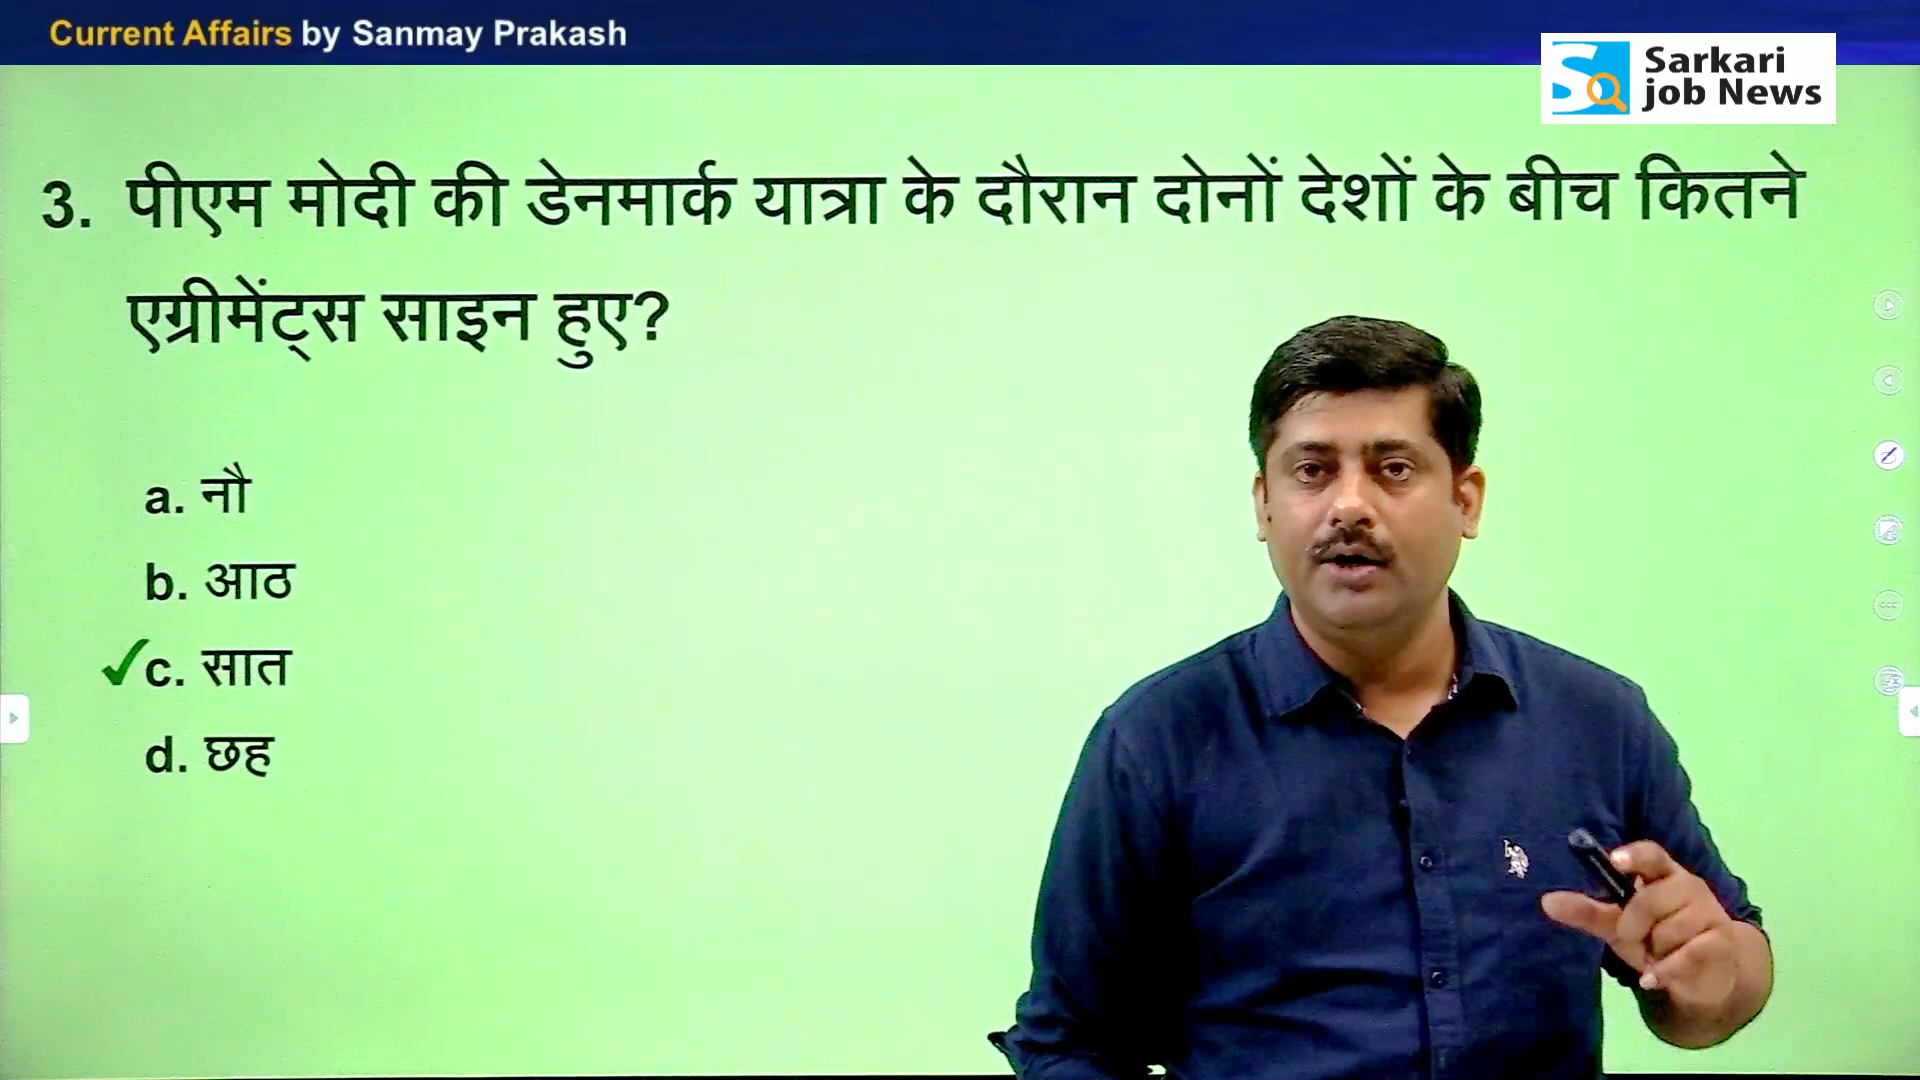 Current Affairs by Sanmay Prakash
Sarkari
job News
3. पीएम मोदी की डेनमार्क यात्रा के दौरान दोनों देशों के बीच कितने
एग्रीमेंट्स साइन हुए?
a. नौ
b. आठ
✓c. सात
d. छह